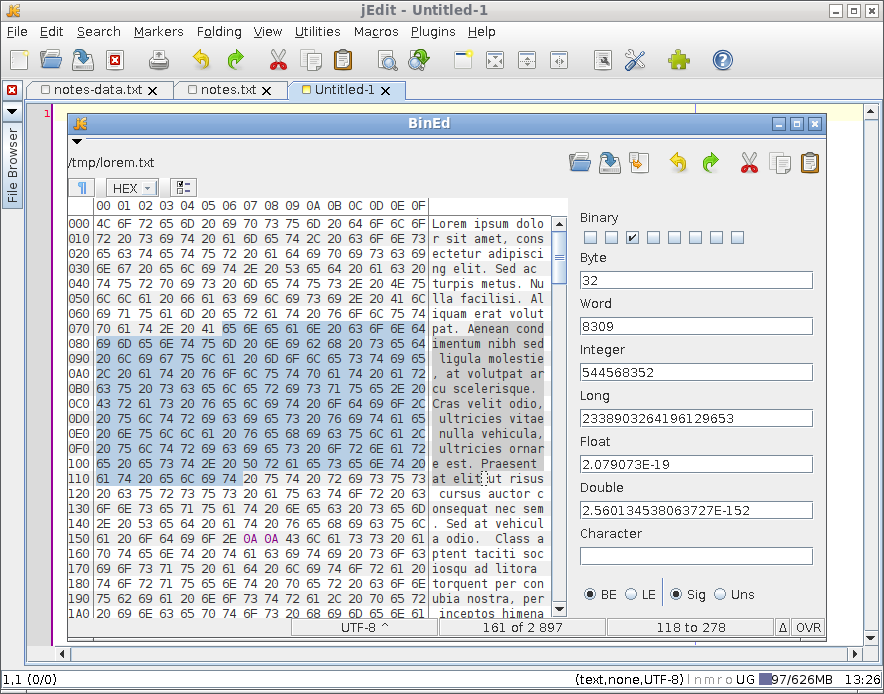 jEdit - Untitled-1
File Edit Search Markers Folding View Utilities Macros Plugins Help
notes-data.txt notes.txt Untitled-1
File Browser
1
BinEd
/tmp/lorem.txt
HEX
00 01 02 03 04 05 06 07 08 09 0A 0B 0C 0D 0E 0F
000 4C 6F 72 65 6D 20 69 70 73 75 6D 20 64 6F 6C 6F Lorem ipsum dolo
010 72 20 73 69 74 20 61 6D 65 74 2C 20 63 6F 6E 73 r sit amet, cons
020 65 63 74 65 74 75 72 20 61 64 69 70 69 73 63 69 ectetur adipisci
030 6E 67 20 65 6C 69 74 2E 20 53 65 64 20 61 63 20 ng elit. Sed ac
040 74 75 72 70 69 73 20 6D 65 74 75 73 2E 20 4E 75 turpis metus. Nu
050 6C 6C 61 20 66 61 63 69 6C 69 73 69 2E 20 41 6C lla facilisi. Al
060 69 71 75 61 6D 20 65 72 61 74 20 76 6F 6C 75 74 iquam erat volut
070 70 61 74 2E 20 41 65 6E 65 61 6E 20 63 6F 6E 64 pat. Aenean cond
080 69 6D 65 6E 74 75 6D 20 6E 69 62 68 20 73 65 64 imentum nibh sed
090 20 6C 69 67 75 6C 61 20 6D 6F 6C 65 73 74 69 65 ligula molestie
0A0 2C 20 61 74 20 76 6F 6C 75 74 70 61 74 20 61 72 , at volutpat ar
0B0 63 75 20 73 63 65 6C 65 72 69 73 71 75 65 2E 20 cu scelerisque.
0C0 43 72 61 73 20 76 65 6C 69 74 20 6F 64 69 6F 2C Cras velit odio,
0D0 20 75 6C 74 72 69 63 69 65 73 20 76 69 74 61 65 ultricies vitae
0E0 20 6E 75 6C 6C 61 20 76 65 68 69 63 75 6C 61 2C nulla vehicula,
0F0 20 75 6C 74 72 69 63 69 65 73 20 6F 72 6E 61 72 ultricies ornar
100 65 20 65 73 74 2E 20 50 72 61 65 73 65 6E 74 20 e est. Praesent
110 61 74 20 65 6C 69 74 20 75 74 20 72 69 73 75 73 at elit ut risus
120 20 63 75 72 73 75 73 20 61 75 63 74 6F 72 20 63 cursus auctor c
130 6F 6E 73 65 71 75 61 74 20 6E 65 63 20 73 65 6D onsequat nec sem
140 2E 20 53 65 64 20 61 74 20 76 65 68 69 63 75 6C . Sed at vehicul
150 61 20 6F 64 69 6F 2E 0A 0A 43 6C 61 73 73 20 61 a odio. Class a
160 70 74 65 6E 74 20 74 61 63 69 74 69 20 73 6F 63 ptent taciti soc
170 69 6F 73 71 75 20 61 64 20 6C 69 74 6F 72 61 20 iosqu ad litora
180 74 6F 72 71 75 65 6E 74 20 70 65 72 20 63 6F 6E torquent per con
190 75 62 69 61 20 6E 6F 73 74 72 61 2C 20 70 65 72 ubia nostra, per
1A0 20 69 6E 63 65 70 74 6F 73 20 68 69 6D 65 6E 61 inceptos himena
Binary
Byte
32
Word
8309
Integer
544568352
Long
2338903264196129653
Float
2.079073E-19
Double
2.560134538063727E-152
Character
BE LE Sig Uns
UTF-8 ^ 161 of 2 897 118 to 278 Δ OVR
1,1 (0/0) (text,none,UTF-8) l n m r o UG 97/626MB 13:26